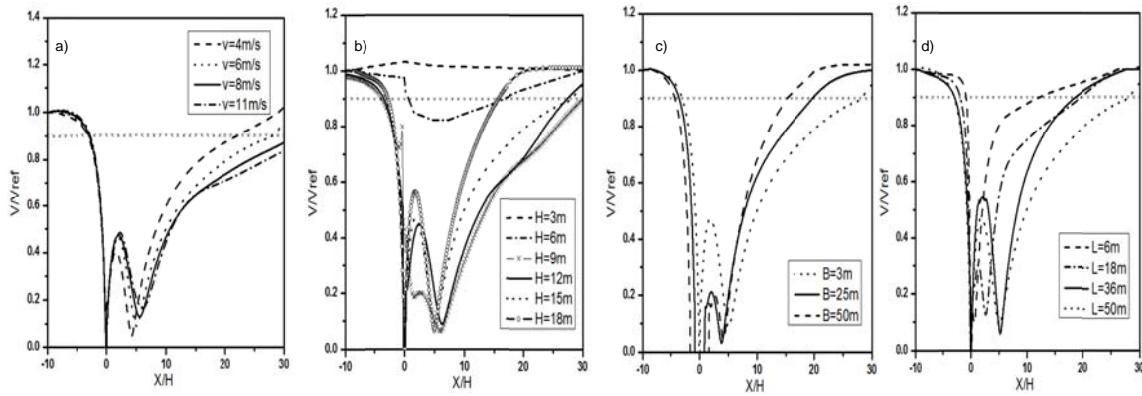 a)
v=4m/s
v=6m/s
v=8m/s
v=11m/s
1.4
1.2
1.0
0.8
0.6
0.4
0.2
0.0
V/Vref
-10 0 10 20 30
X/H
b)
H=3m
H=6m
H=9m
H=12m
H=15m
H=18m
1.2
1.0
0.8
0.6
0.4
0.2
0.0
V/Vref
-10 0 10 20 30
X/H
c)
B=3m
B=25m
B=50m
1.2
1.0
0.8
0.6
0.4
0.2
0.0
V/Vref
-10 0 10 20 30
X/H
d)
L=6m
L=18m
L=36m
L=50m
1.2
1.0
0.8
0.6
0.4
0.2
0.0
V/Vref
-10 0 10 20 30
X/H